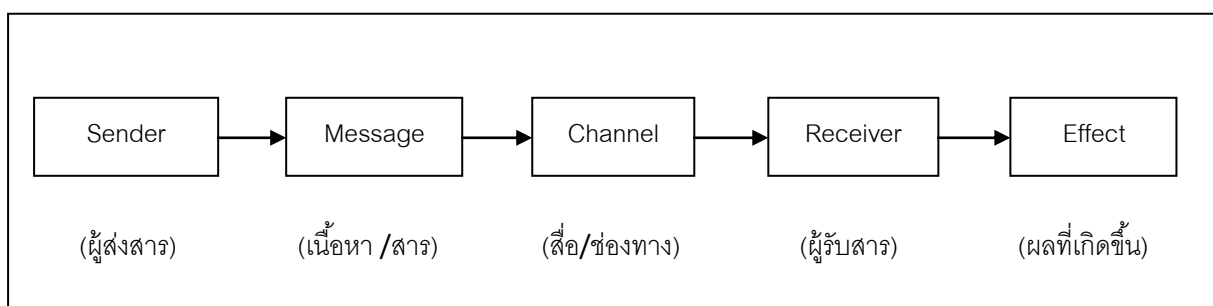 Sender Message Channel Receiver Effect
(ผู้ส่งสาร) (เนื้อหา /สาร) (สื่อ/ช่องทาง) (ผู้รับสาร) (ผลที่เกิดขึ้น)